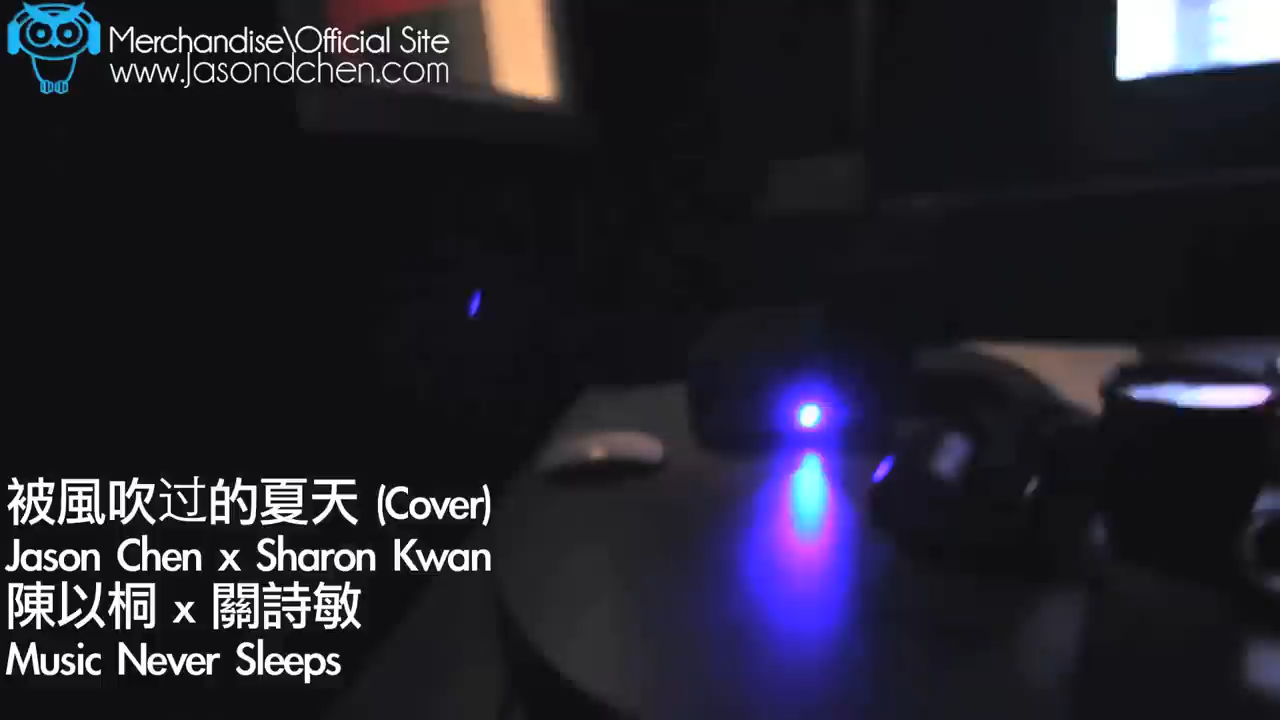 Merchandise\Official Site
www.Jasondchen.com
被風吹过的夏天 (Cover)
Jason Chen x Sharon Kwan
陳以桐 x 關詩敏
Music Never Sleeps